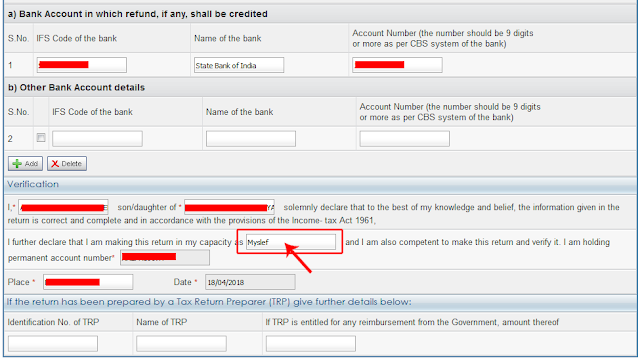 a) Bank Account in which refund, if any, shall be credited
S.No. IFS Code of the bank Name of the bank Account Number (the number should be 9 digits
or more as per CBS system of the bank)
1 State Bank of India
b) Other Bank Account details
S.No. IFS Code of the bank Name of the bank Account Number (the number should be 9 digits
or more as per CBS system of the bank)
2
Add Delete
Verification
I,* son/daughter of * solemnly declare that to the best of my knowledge and belief, the information given in the
return is correct and complete and in accordance with the provisions of the Income- tax Act 1961,
I further declare that I am making this return in my capacity as Myslef and I am also competent to make this return and verify it. I am holding
permanent account number*
Place * Date * 18/04/2018
If the return has been prepared by a Tax Return Preparer (TRP) give further details below:
Identification No. of TRP Name of TRP If TRP is entitled for any reimbursement from the Government, amount thereof